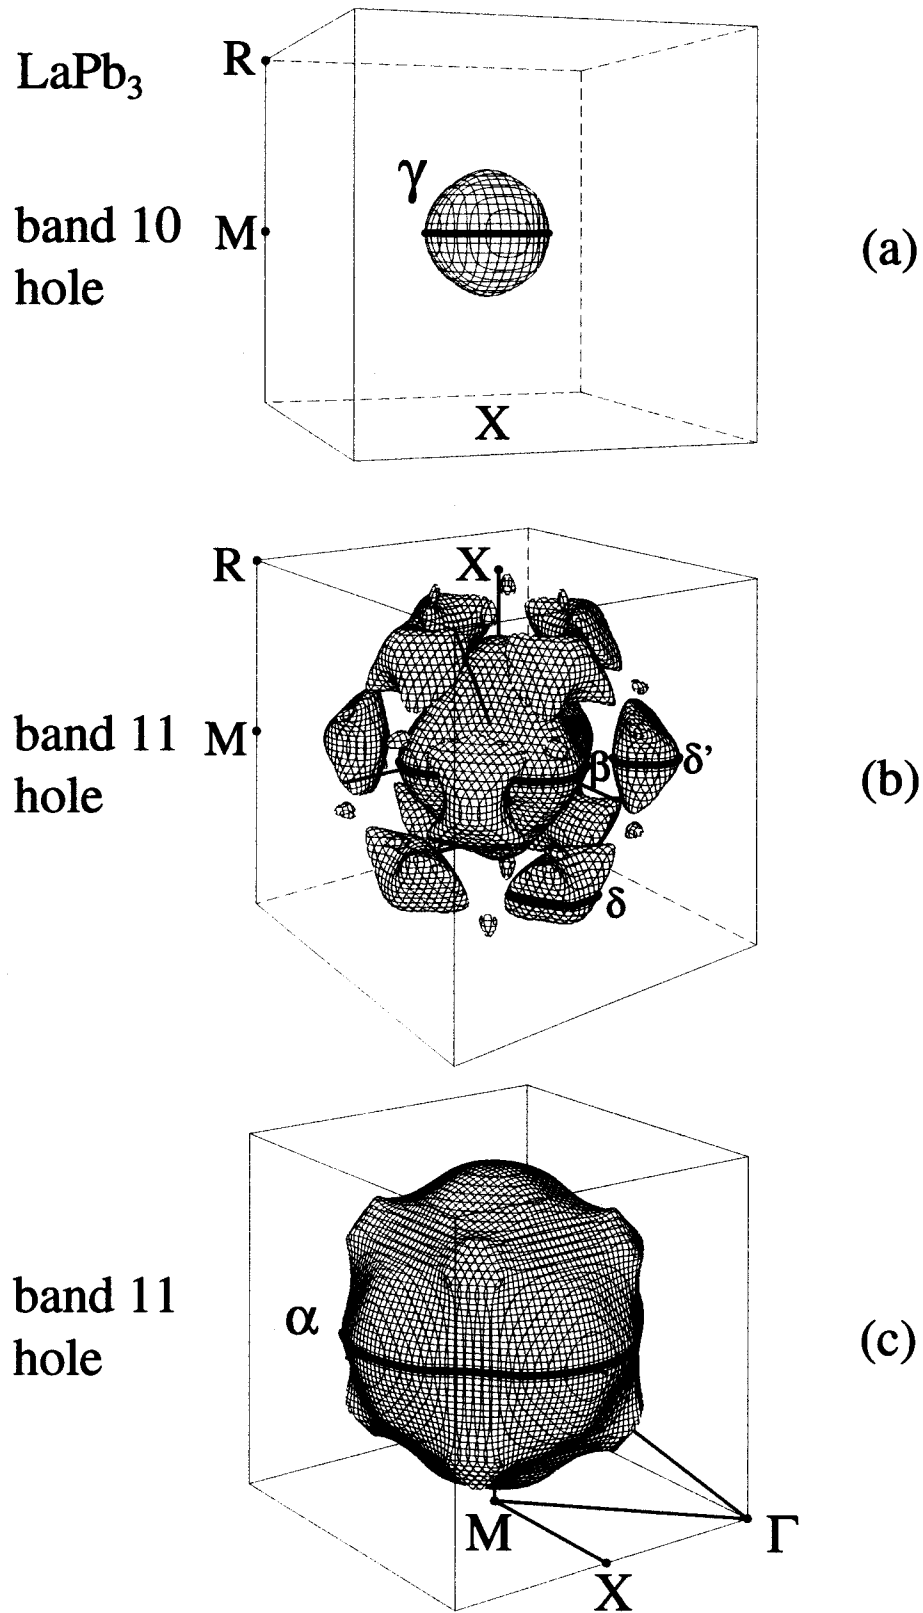 LaPb₃
R
γ
band 10
hole
M
(a)
X
R
X
band 11
hole
M
β
δ'
(b)
δ
band 11
hole
α
(c)
M
Γ
X